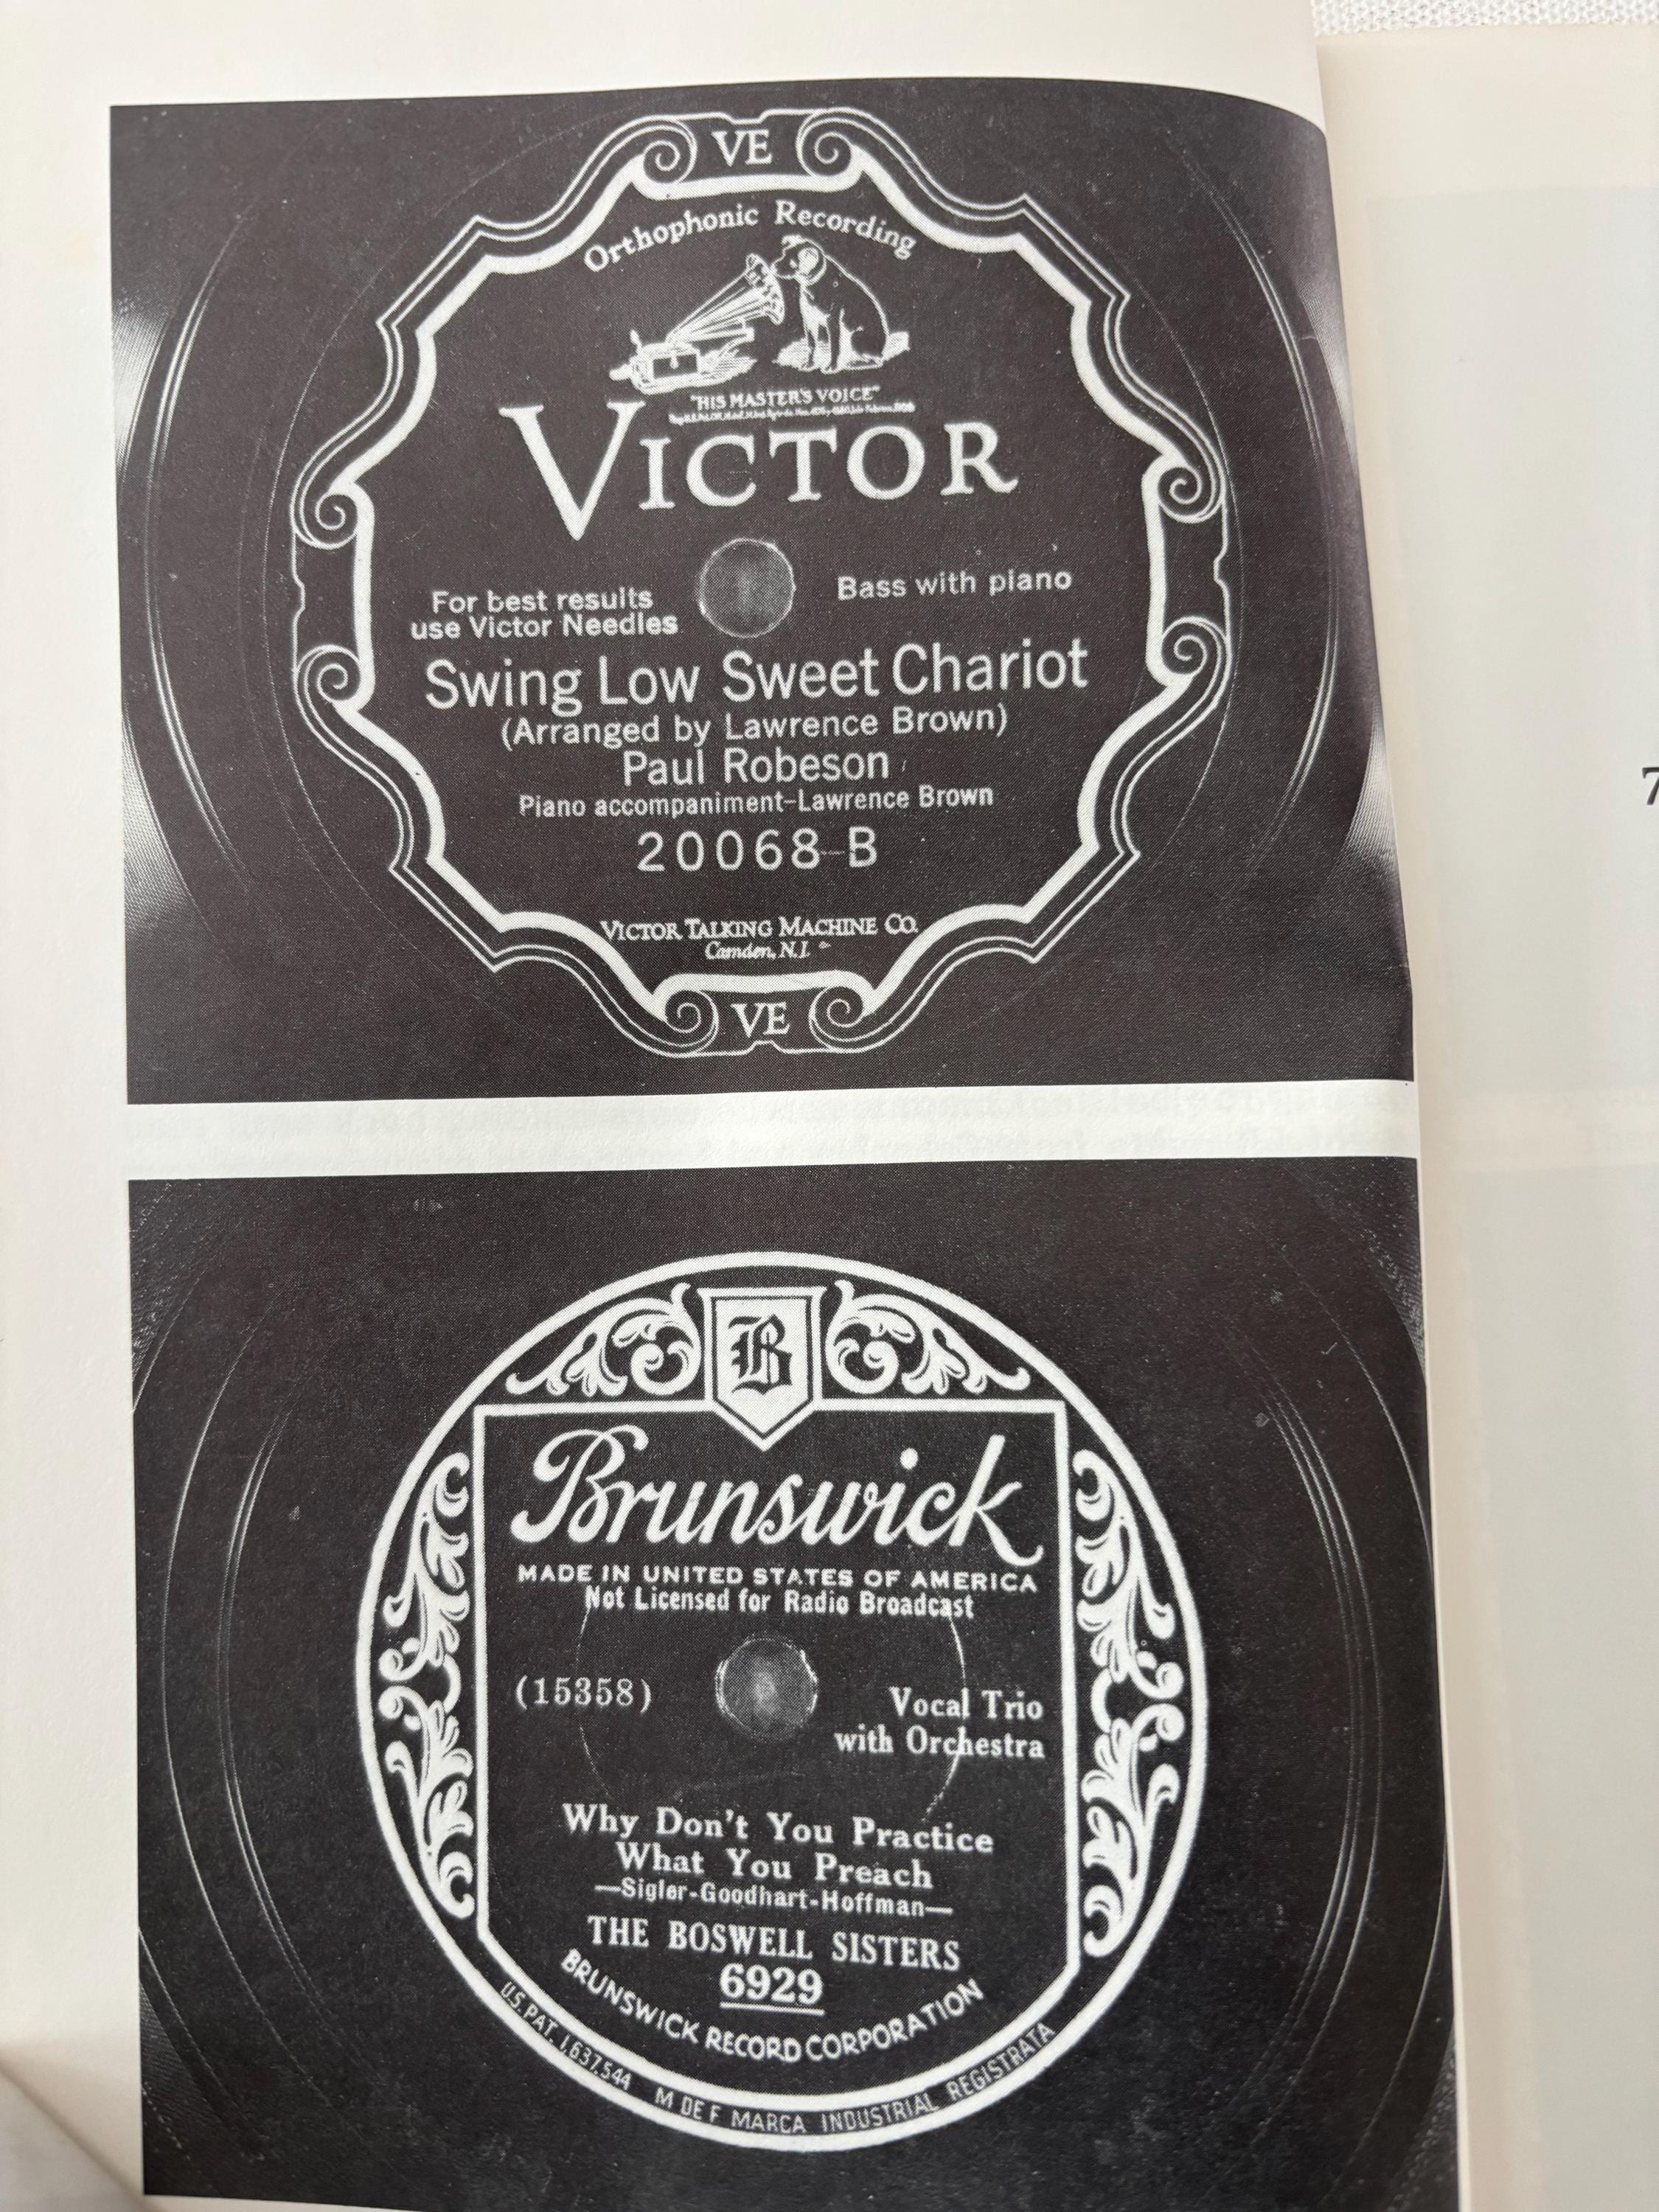 VE
Orthophonic Recording
"HIS MASTER'S VOICE"
VICTOR
For best results
use Victor Needles
Bass with piano
Swing Low Sweet Chariot
(Arranged by Lawrence Brown)
Paul Robeson
Piano accompaniment-Lawrence Brown
20068-B
VICTOR TALKING MACHINE CO.
Camden, N.J.
VE
B
Brunswick
MADE IN UNITED STATES OF AMERICA
Not Licensed for Radio Broadcast
(15358)
Vocal Trio
with Orchestra
Why Don't You Practice
What You Preach
—Sigler-Goodhart-Hoffman—
THE BOSWELL SISTERS
6929
BRUNSWICK RECORD CORPORATION
U.S. PAT. 1,637,544 M DE F MARCA INDUSTRIAL REGISTRATA
7